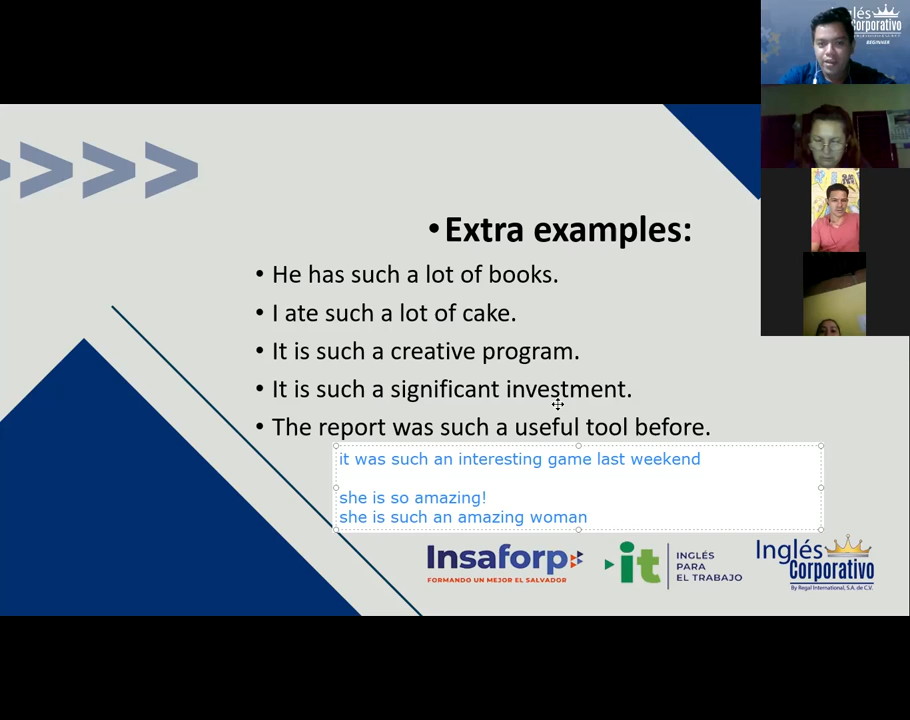 Inglés
Corporativo
BEGINNER
>>>>
•Extra examples:
• He has such a lot of books.
• I ate such a lot of cake.
• It is such a creative program.
• It is such a significant investment.
• The report was such a useful tool before.
it was such an interesting game last weekend
she is so amazing!
she is such an amazing woman
Insaforp
FORMANDO UN MEJOR EL SALVADOR
it
INGLÉS
PARA
EL TRABAJO
Inglés
Corporativo
By Regal International, S.A. de C.V.